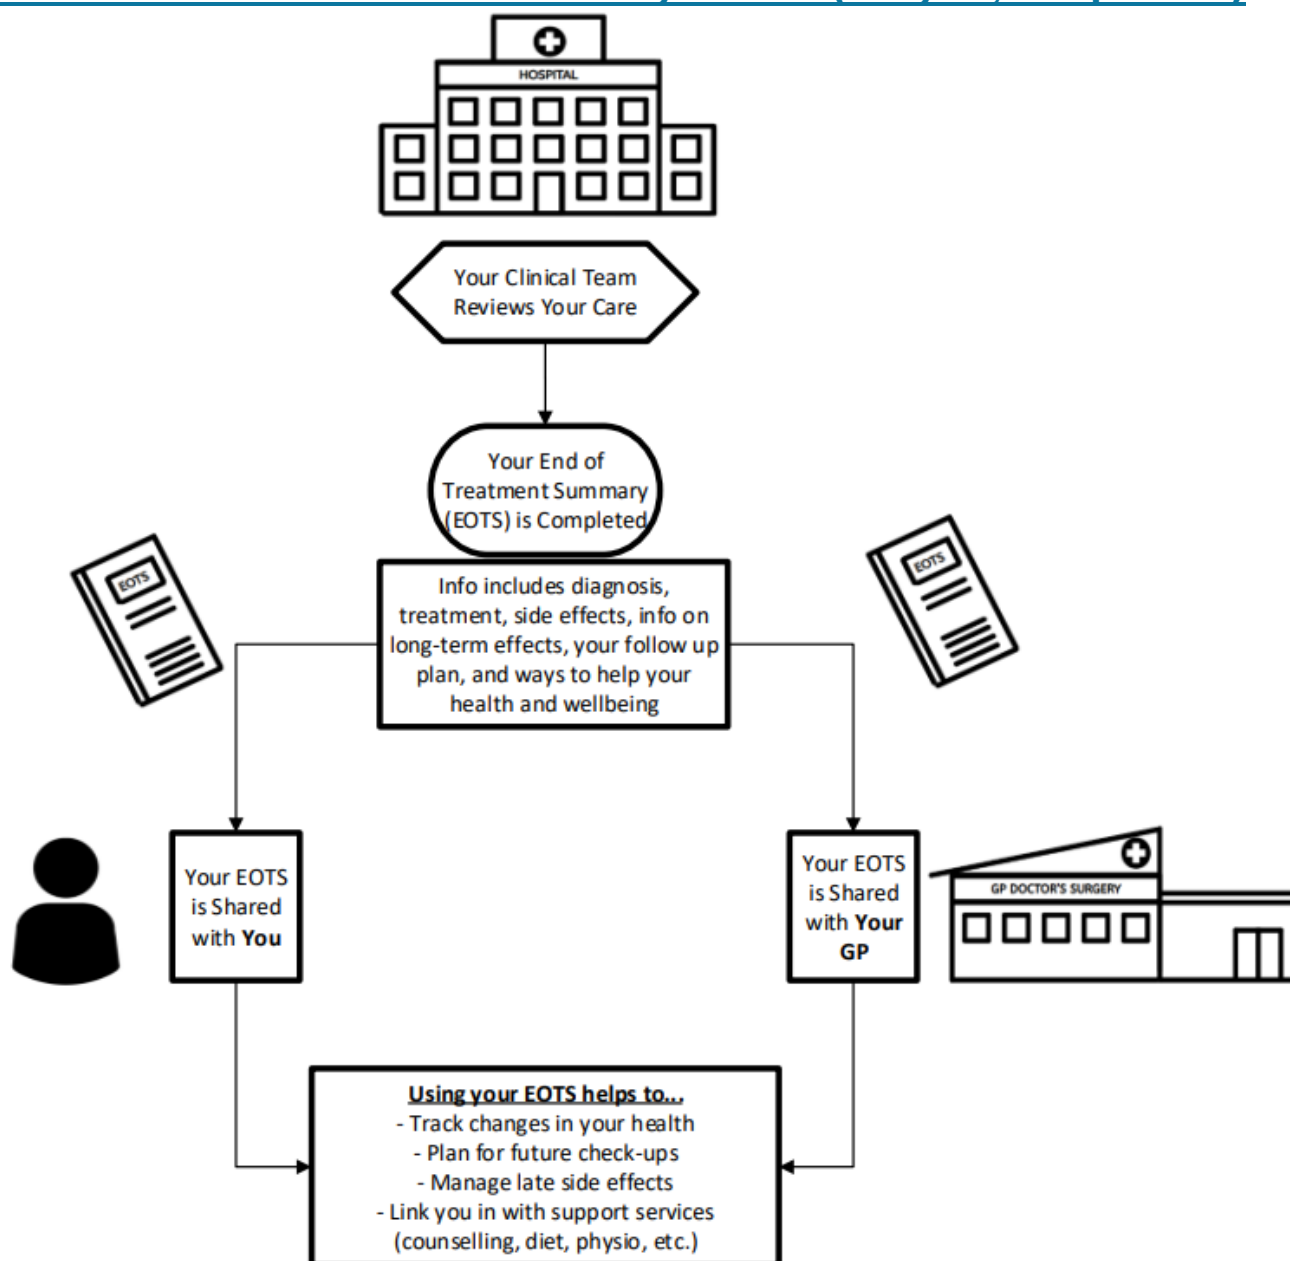 HOSPITAL
Your Clinical Team
Reviews Your Care
Your End of
Treatment Summary
(EOTS) is Completed
EOTS
EOTS
Info includes diagnosis,
treatment, side effects, info on
long-term effects, your follow up
plan, and ways to help your
health and wellbeing
Your EOTS
is Shared
with You
Your EOTS
is Shared
with Your
GP
GP DOCTOR'S SURGERY
Using your EOTS helps to...
- Track changes in your health
- Plan for future check-ups
- Manage late side effects
- Link you in with support services
(counselling, diet, physio, etc.)